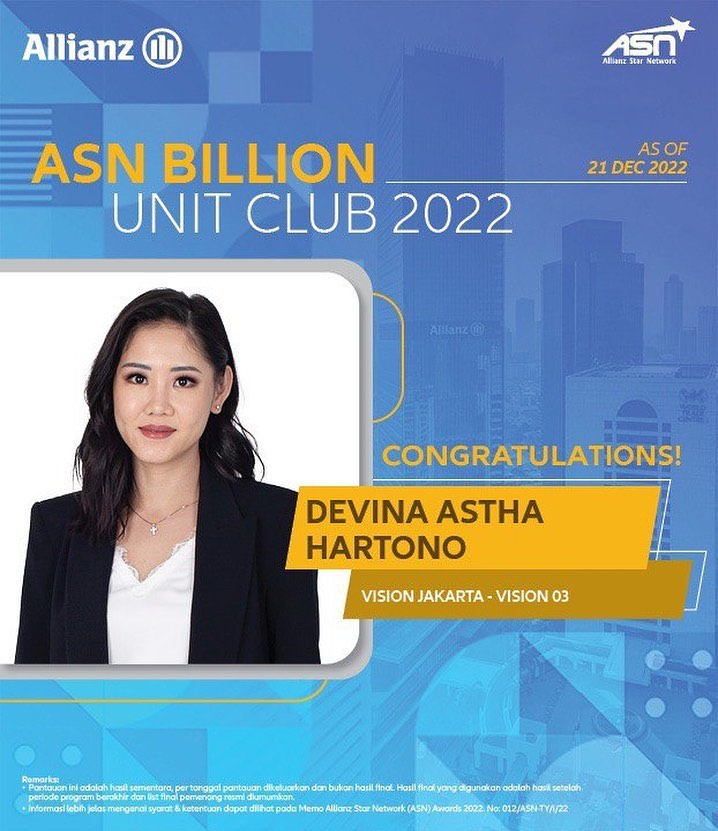 Allianz
ASN
Allianz Star Network
ASN BILLION
UNIT CLUB 2022
AS OF
21 DEC 2022
Allianz
CONGRATULATIONS!
DEVINA ASTHA
HARTONO
VISION JAKARTA - VISION 03
Remarks:
• Pantauan ini adalah hasil sementara, per tanggal pantauan dikeluarkan dan bukan hasil final. Hasil final yang digunakan adalah hasil setelah
periode program berakhir dan list final pemenang resmi diumumkan.
• Informasi lebih jelas mengenai syarat & ketentuan dapat dilihat pada Memo Allianz Star Network (ASN) Awards 2022. No: 012/ASN-TY/I/22